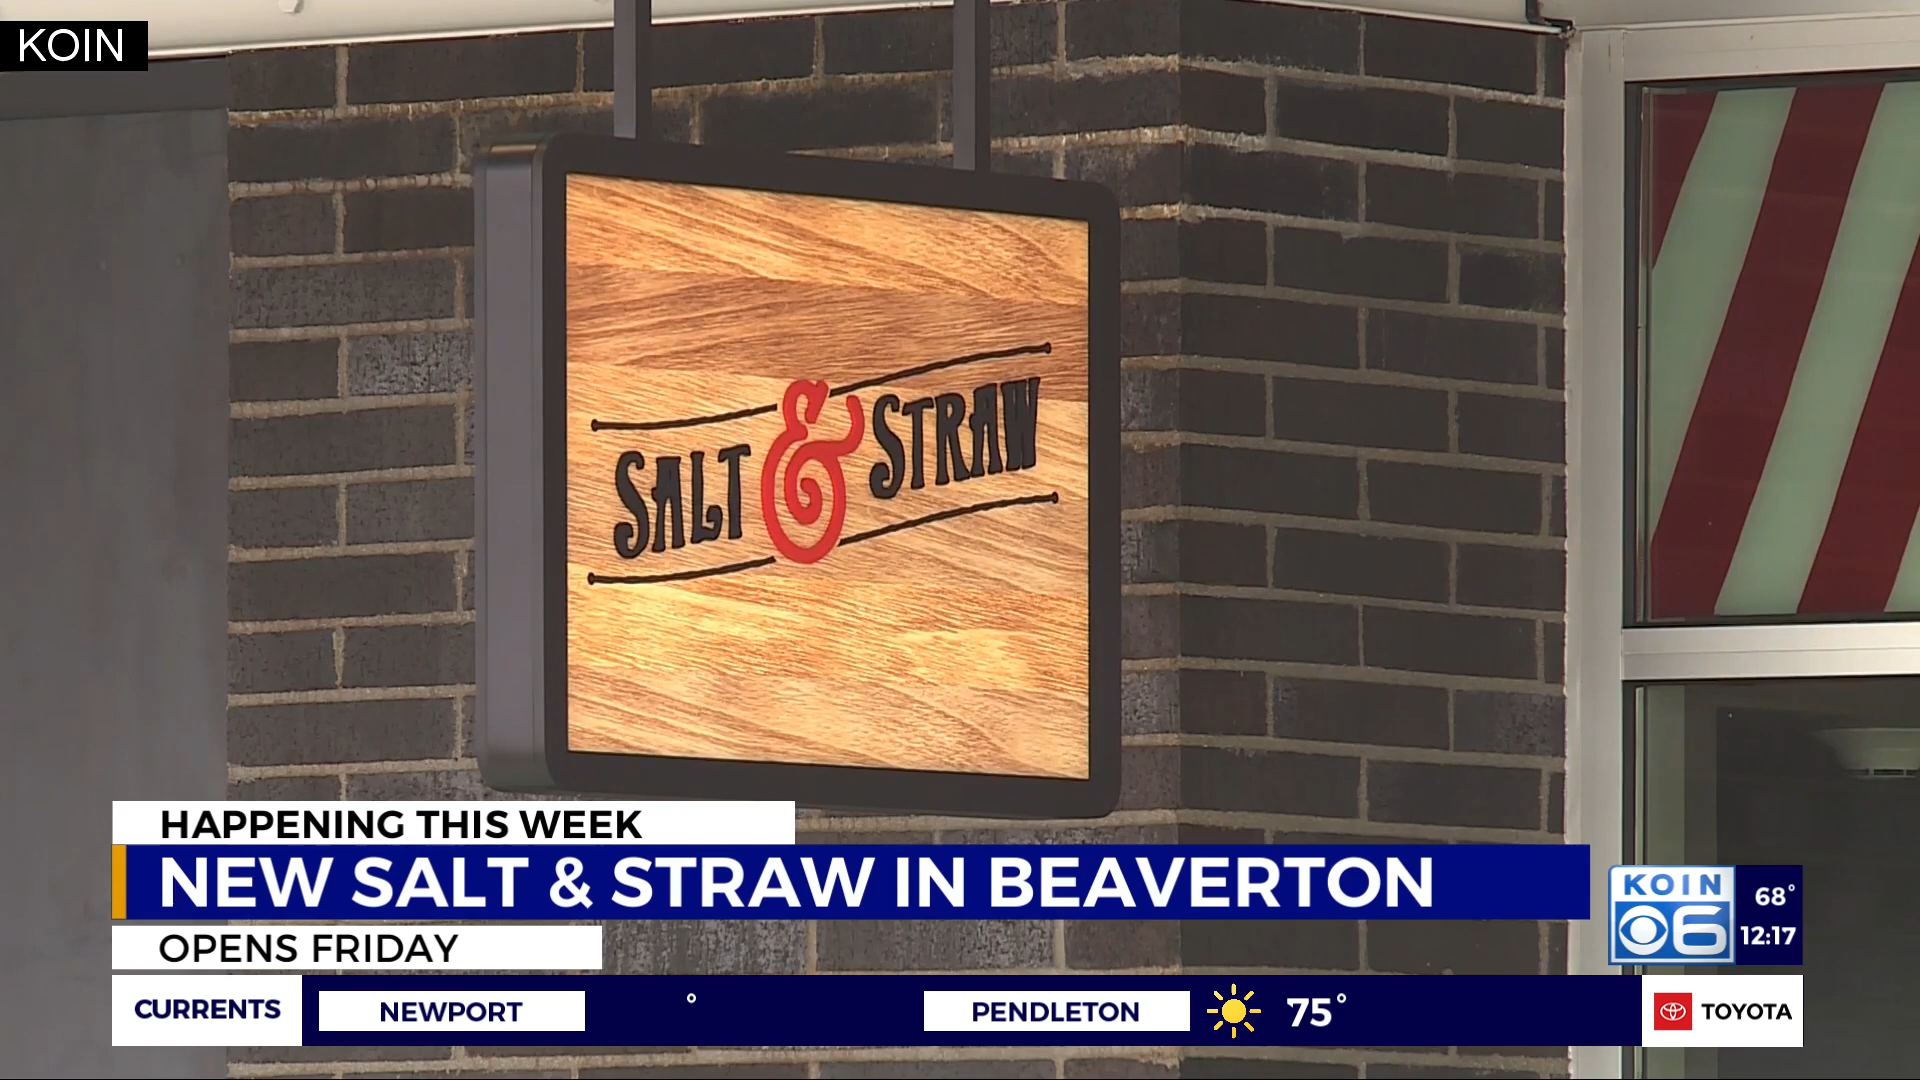 KOIN
SALT & STRAW
HAPPENING THIS WEEK
NEW SALT & STRAW IN BEAVERTON
OPENS FRIDAY
KOIN
6
68°
12:17
CURRENTS
NEWPORT
°
PENDLETON
75°
TOYOTA